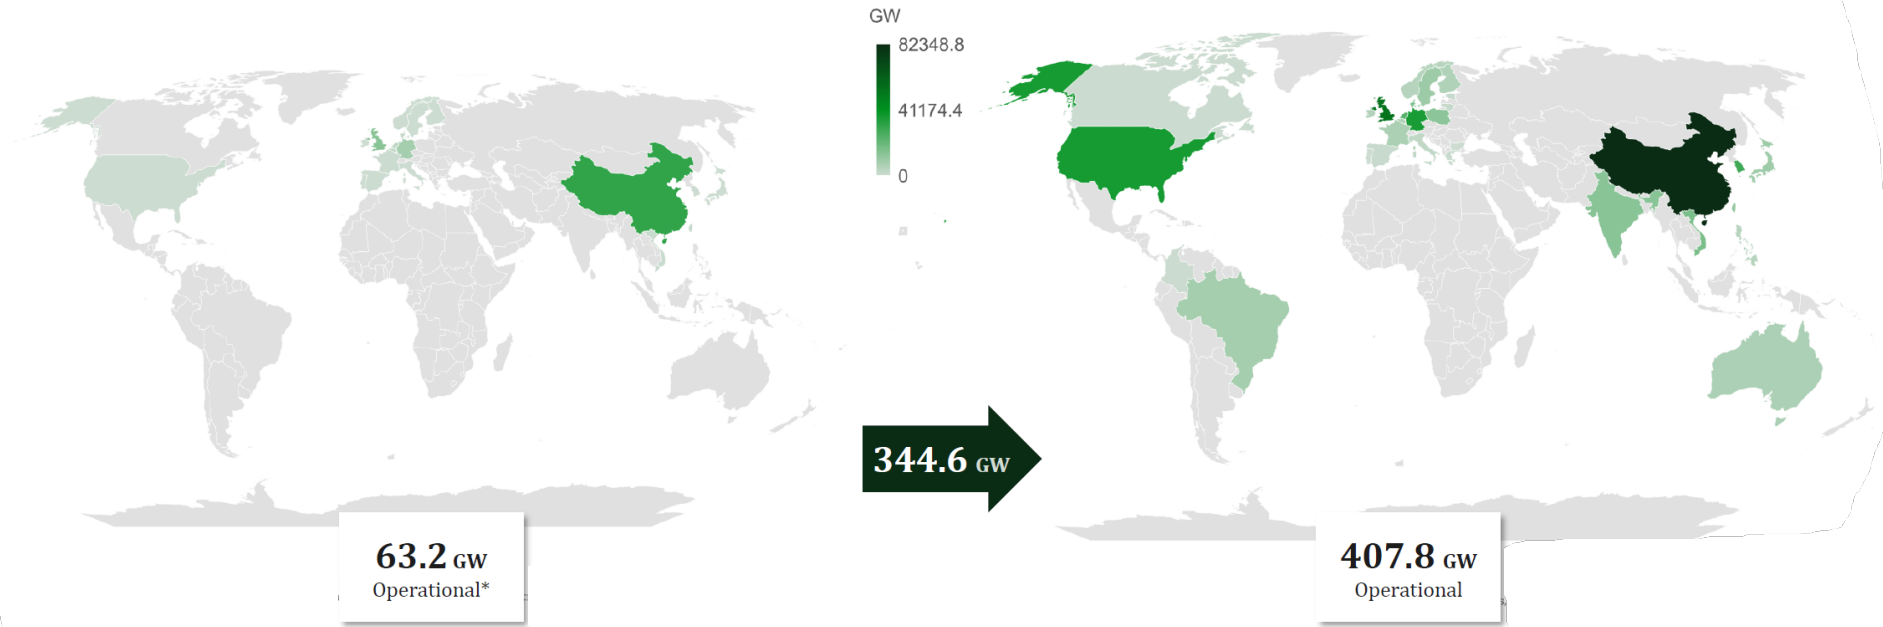 GW
82348.8
41174.4
0
344.6 GW
63.2 GW
Operational*
407.8 GW
Operational